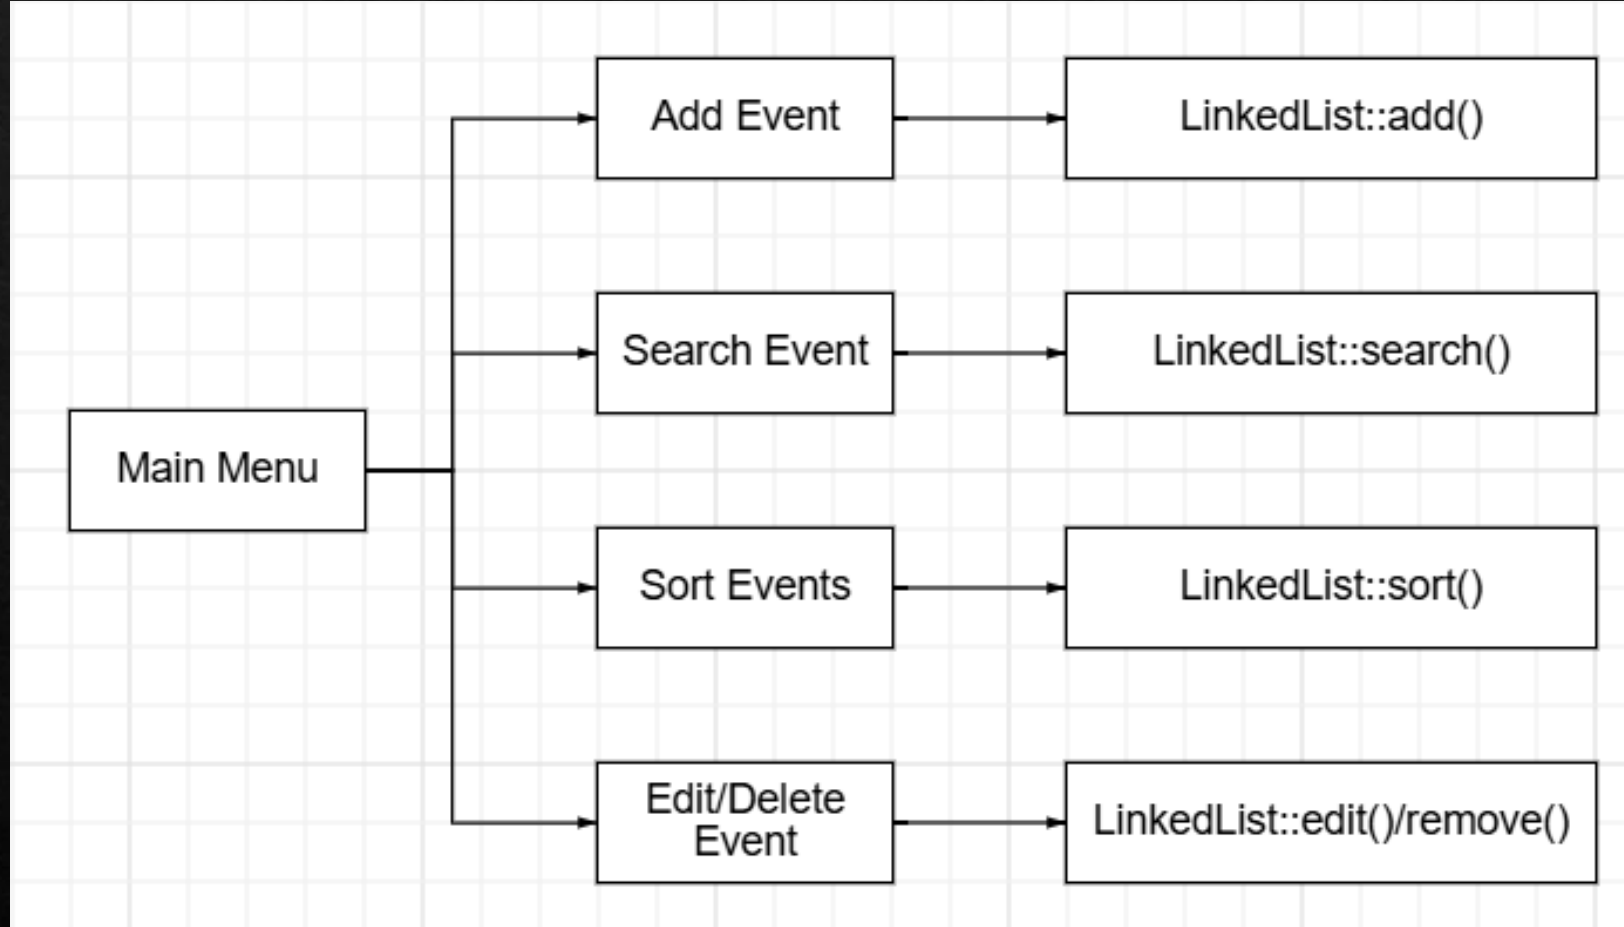 Add Event
LinkedList::add()
Search Event
LinkedList::search()
Main Menu
Sort Events
LinkedList::sort()
Edit/Delete
Event
LinkedList::edit()/remove()